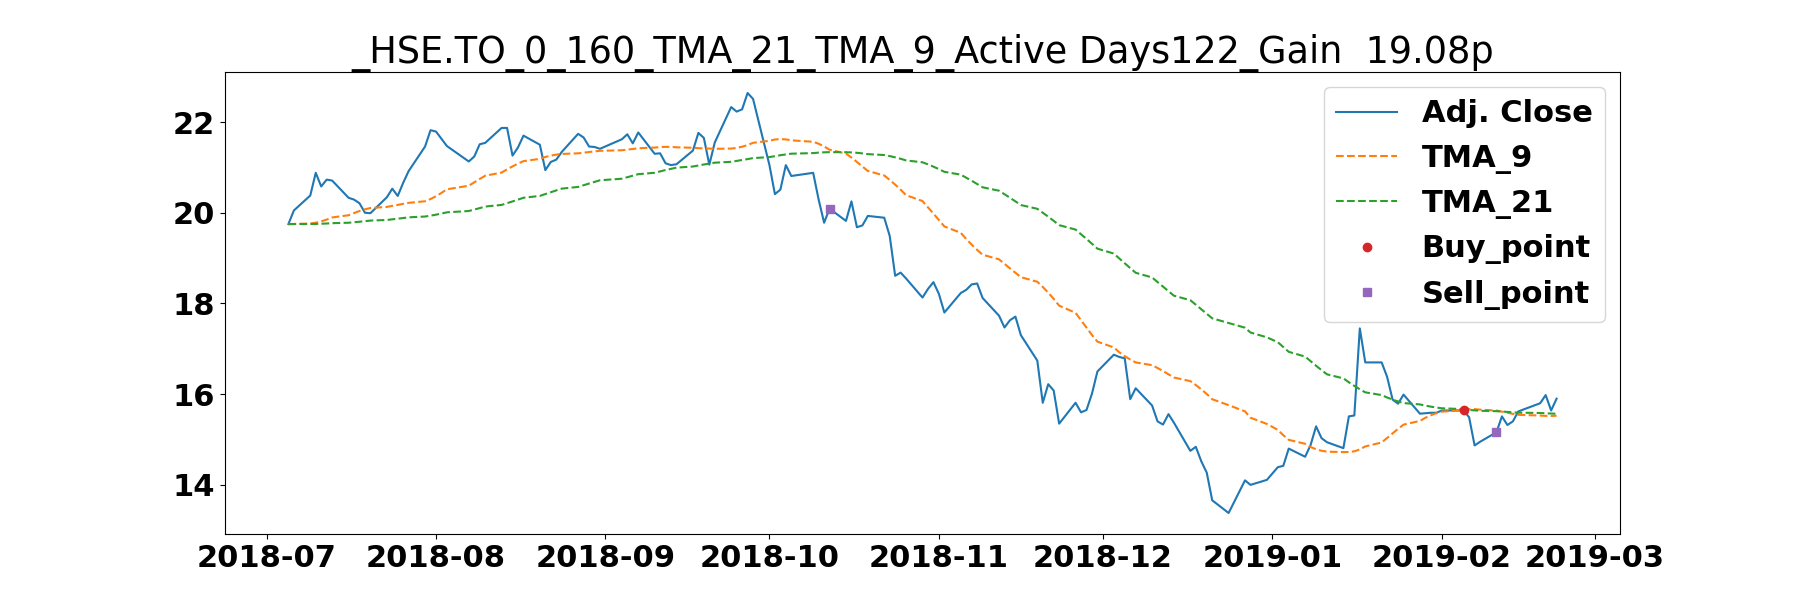 _HSE.TO_0_160_TMA_21_TMA_9_Active Days122_Gain  19.08p
22
20
18
16
14
Adj. Close
TMA_9
TMA_21
Buy_point
Sell_point
2018-07 2018-08 2018-09 2018-10 2018-11 2018-12 2019-01 2019-02 2019-03